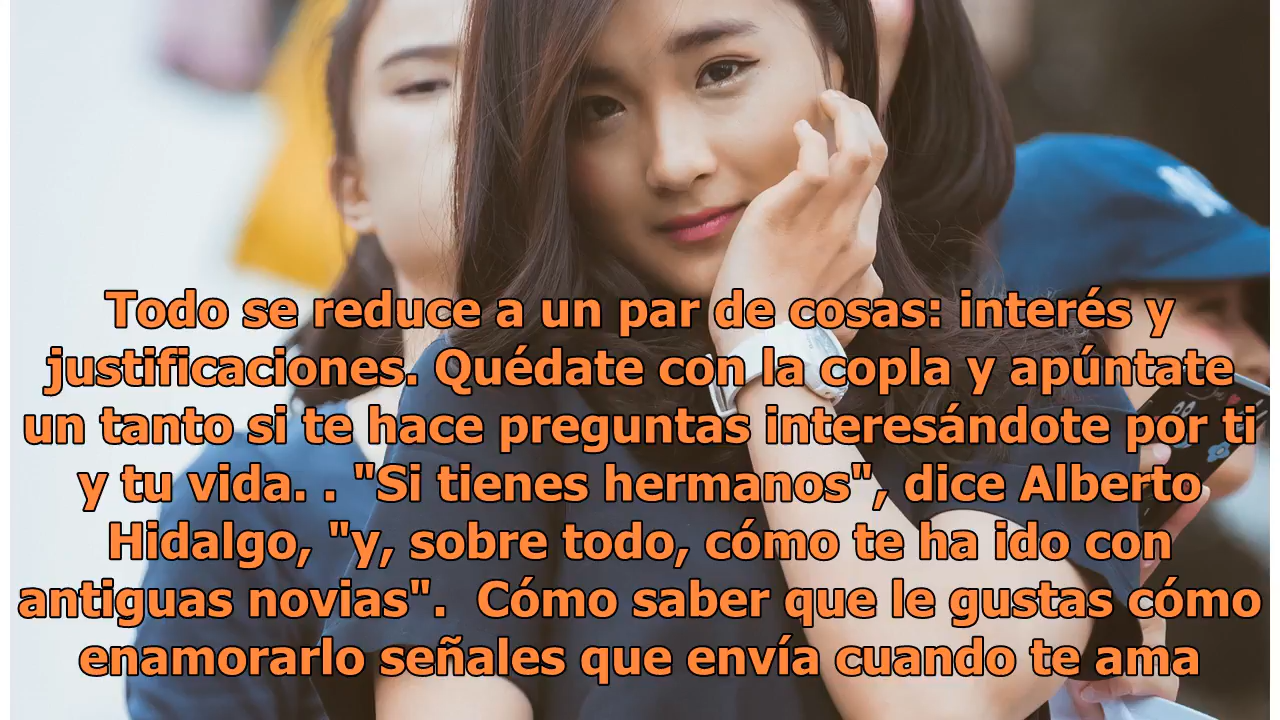 Todo se reduce a un par de cosas: interés y
justificaciones. Quédate con la copla y apúntate
un tanto si te hace preguntas interesándote por ti
y tu vida. . "Si tienes hermanos", dice Alberto
Hidalgo, "y, sobre todo, cómo te ha ido con
antiguas novias".  Cómo saber que le gustas cómo
enamorarlo señales que envía cuando te ama